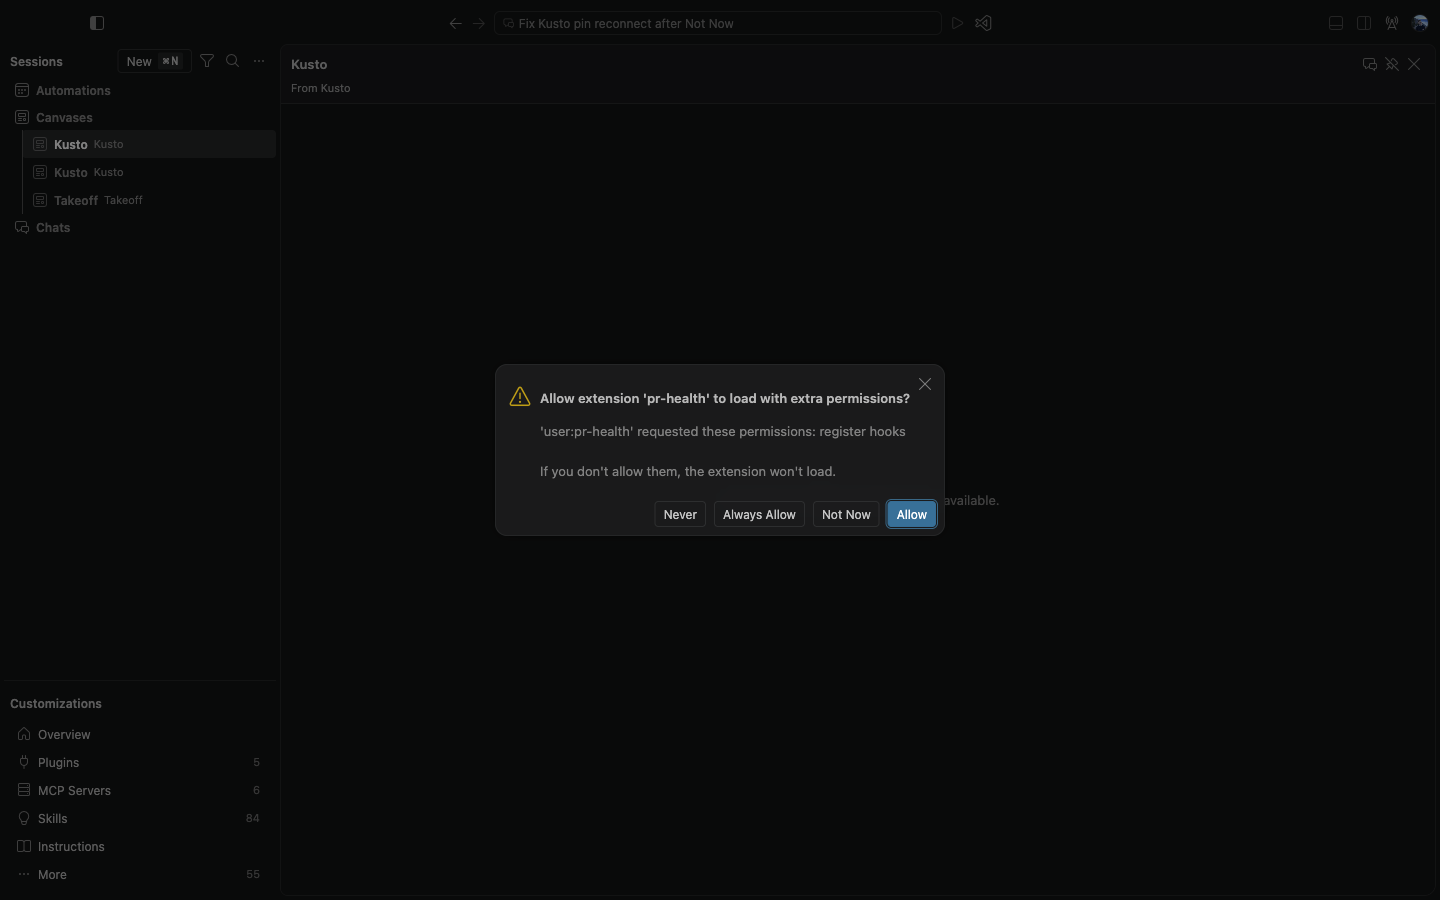 Fix Kusto pin reconnect after Not Now
Sessions
New ⌘N
Automations
Canvases
Kusto Kusto
Kusto Kusto
Takeoff Takeoff
Chats
Kusto
From Kusto
Allow extension 'pr-health' to load with extra permissions?
'user:pr-health' requested these permissions: register hooks
If you don't allow them, the extension won't load.
available.
Never
Always Allow
Not Now
Allow
Customizations
Overview
Plugins 5
MCP Servers 6
Skills 84
Instructions
More 55